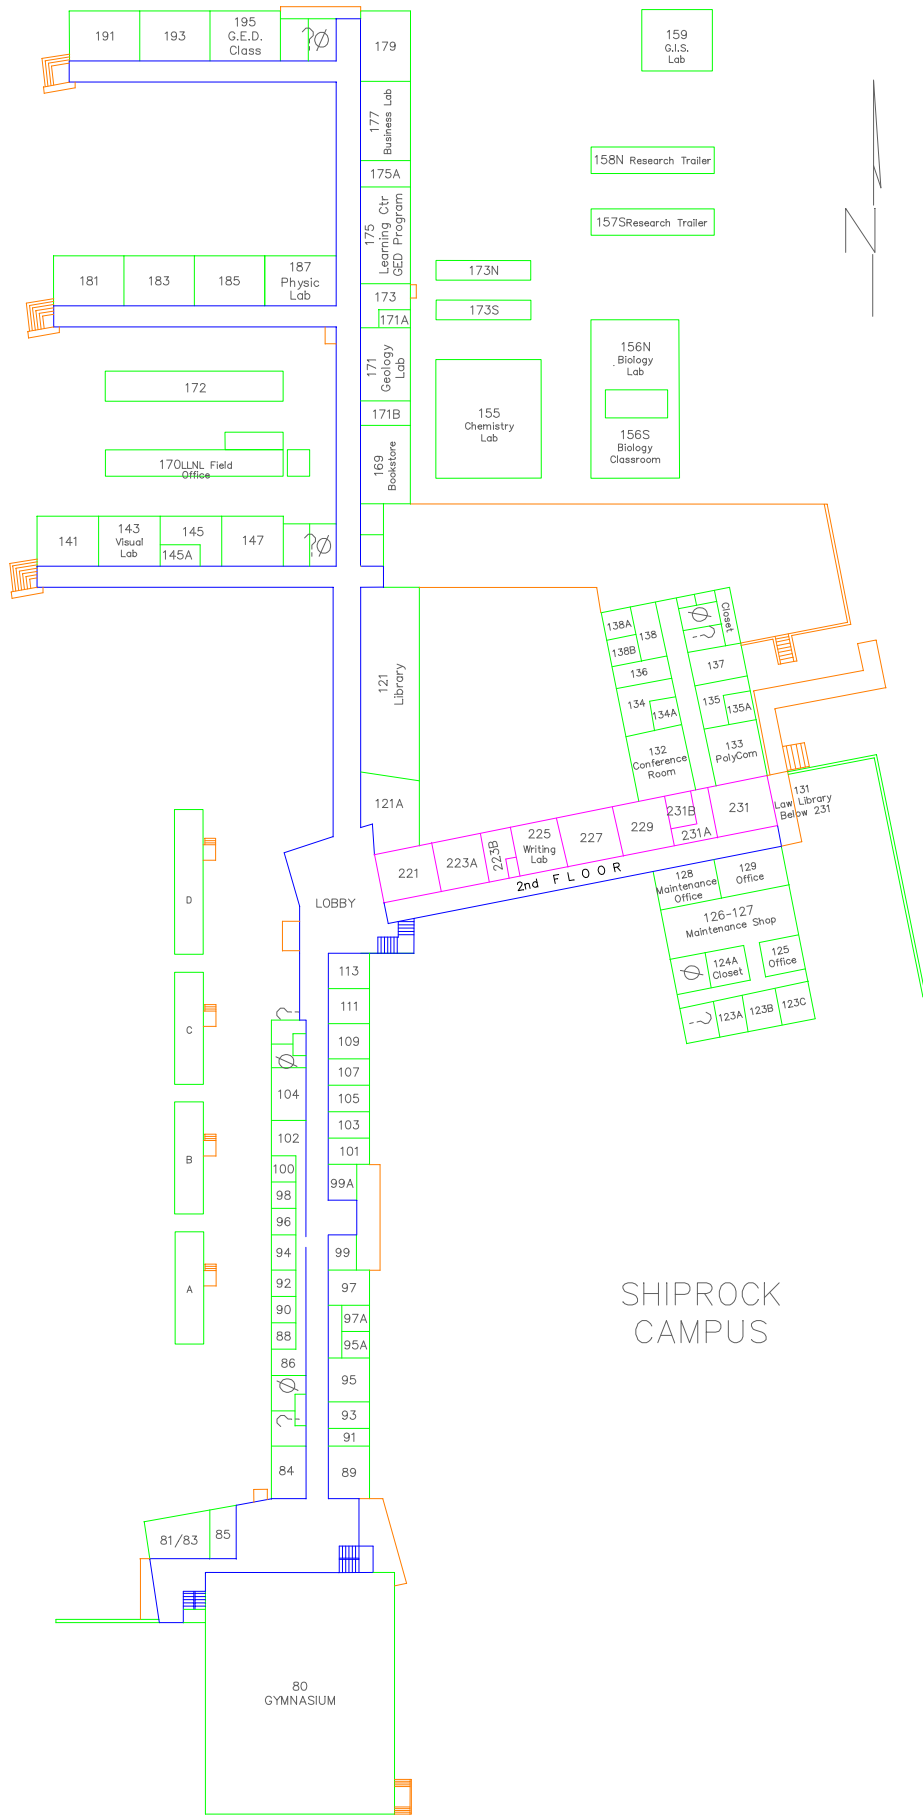 191
193
195
G.E.D.
Class
179
159
G.I.S.
Lab
177
Business Lab
158N Research Trailer
175A
157SResearch Trailer
175
Learning Ctr
GED Program
N
181
183
185
187
Physic
Lab
173N
173
173S
171A
171
Geology
Lab
156N
Biology
Lab
172
171B
155
Chemistry
Lab
156S
Biology
Classroom
170LLNL Field
Office
169
Bookstore
141
143
Visual
Lab
145
145A
147
138A
138
Closet
138B
136
137
121
Library
134
134A
135
135A
132
Conference
Room
133
PolyCom
121A
131
Law Library
Below 231
221
223A
223B
225
Writing
Lab
227
229
231B
231A
231
2nd FLOOR
128
Maintenance
Office
129
Office
D
LOBBY
126-127
Maintenance Shop
124A
Closet
125
Office
113
111
123A
123B
123C
C
109
107
104
105
103
102
101
B
100
99A
98
96
94
99
A
92
97
90
97A
88
95A
86
95
93
91
84
89
SHIPROCK
CAMPUS
81/83
85
80
GYMNASIUM